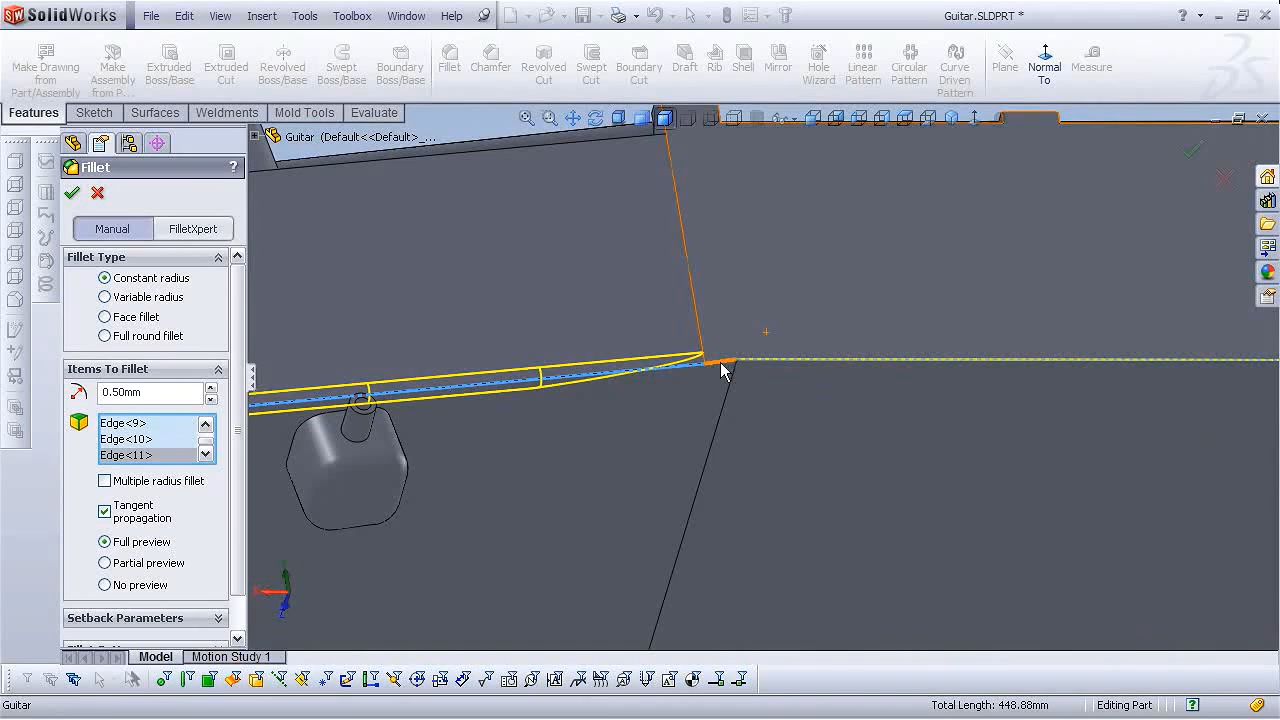 SolidWorks File Edit View Insert Tools Toolbox Window Help Guitar.SLDPRT * ?
Make Drawing from Part/Assembly
Make Assembly from P...
Extruded Boss/Base
Extruded Cut
Revolved Boss/Base
Swept Boss/Base
Boundary Boss/Base
Fillet
Chamfer
Revolved Cut
Swept Cut
Boundary Cut
Draft
Rib
Shell
Mirror
Hole Wizard
Linear Pattern
Circular Pattern
Curve Driven Pattern
Plane
Normal To
Measure
Features Sketch Surfaces Weldments Mold Tools Evaluate
Guitar (Default<<Default>_...
Fillet ?
Manual FilletXpert
Fillet Type
Constant radius
Variable radius
Face fillet
Full round fillet
Items To Fillet
0.50mm
Edge<9>
Edge<10>
Edge<11>
Multiple radius fillet
Tangent
propagation
Full preview
Partial preview
No preview
Setback Parameters
Model Motion Study 1
Guitar Total Length: 448.88mm Editing Part ?